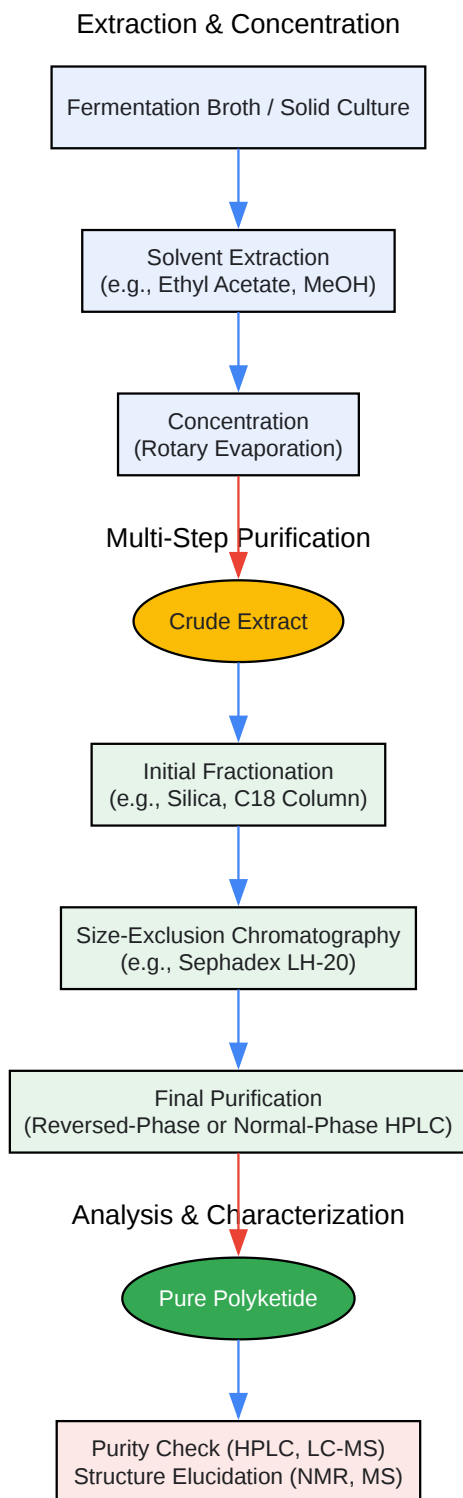 Extraction & Concentration
Fermentation Broth / Solid Culture
Solvent Extraction
(e.g., Ethyl Acetate, MeOH)
Concentration
(Rotary Evaporation)
Multi-Step Purification
Crude Extract
Initial Fractionation
(e.g., Silica, C18 Column)
Size-Exclusion Chromatography
(e.g., Sephadex LH-20)
Final Purification
(Reversed-Phase or Normal-Phase HPLC)
Analysis & Characterization
Pure Polyketide
Purity Check (HPLC, LC-MS)
Structure Elucidation (NMR, MS)